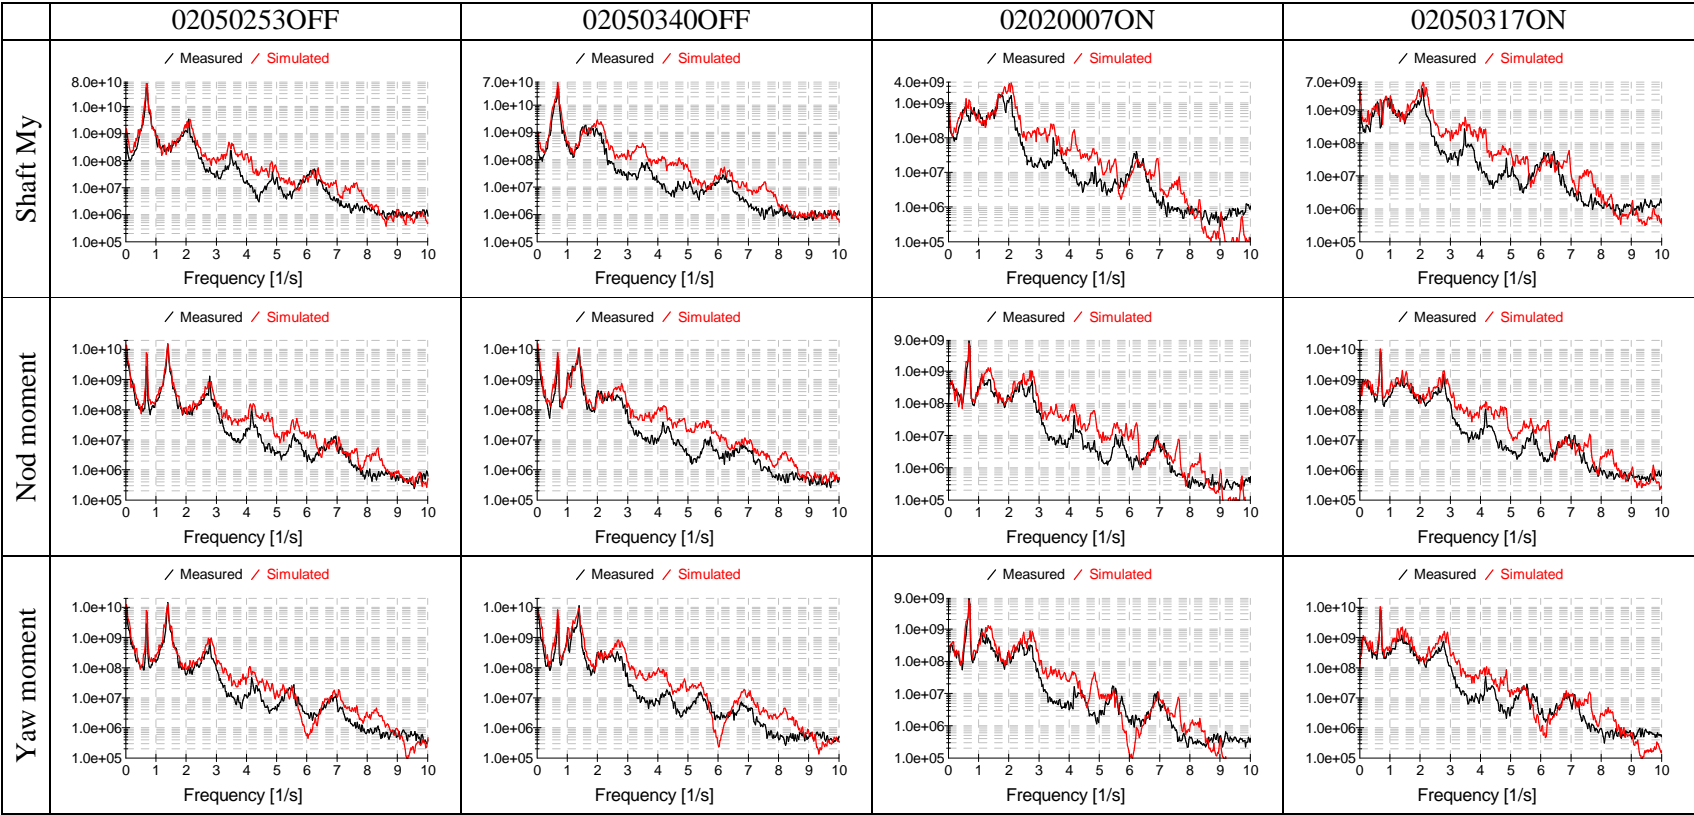 02050253OFF 02050340OFF 02020007ON 02050317ON
Shaft My
Measured Simulated
8.0e+10
1.0e+10
1.0e+09
1.0e+08
1.0e+07
1.0e+06
1.0e+05
0 1 2 3 4 5 6 7 8 9 10
Frequency [1/s]
Measured Simulated
7.0e+10
1.0e+10
1.0e+09
1.0e+08
1.0e+07
1.0e+06
1.0e+05
0 1 2 3 4 5 6 7 8 9 10
Frequency [1/s]
Measured Simulated
4.0e+09
1.0e+09
1.0e+08
1.0e+07
1.0e+06
1.0e+05
0 1 2 3 4 5 6 7 8 9 10
Frequency [1/s]
Measured Simulated
7.0e+09
1.0e+09
1.0e+08
1.0e+07
1.0e+06
1.0e+05
0 1 2 3 4 5 6 7 8 9 10
Frequency [1/s]
Nod moment
Measured Simulated
1.0e+10
1.0e+09
1.0e+08
1.0e+07
1.0e+06
1.0e+05
0 1 2 3 4 5 6 7 8 9 10
Frequency [1/s]
Measured Simulated
1.0e+10
1.0e+09
1.0e+08
1.0e+07
1.0e+06
1.0e+05
0 1 2 3 4 5 6 7 8 9 10
Frequency [1/s]
Measured Simulated
9.0e+09
1.0e+09
1.0e+08
1.0e+07
1.0e+06
1.0e+05
0 1 2 3 4 5 6 7 8 9 10
Frequency [1/s]
Measured Simulated
1.0e+10
1.0e+09
1.0e+08
1.0e+07
1.0e+06
1.0e+05
0 1 2 3 4 5 6 7 8 9 10
Frequency [1/s]
Yaw moment
Measured Simulated
1.0e+10
1.0e+09
1.0e+08
1.0e+07
1.0e+06
1.0e+05
0 1 2 3 4 5 6 7 8 9 10
Frequency [1/s]
Measured Simulated
1.0e+10
1.0e+09
1.0e+08
1.0e+07
1.0e+06
1.0e+05
0 1 2 3 4 5 6 7 8 9 10
Frequency [1/s]
Measured Simulated
9.0e+09
1.0e+09
1.0e+08
1.0e+07
1.0e+06
1.0e+05
0 1 2 3 4 5 6 7 8 9 10
Frequency [1/s]
Measured Simulated
1.0e+10
1.0e+09
1.0e+08
1.0e+07
1.0e+06
1.0e+05
0 1 2 3 4 5 6 7 8 9 10
Frequency [1/s]